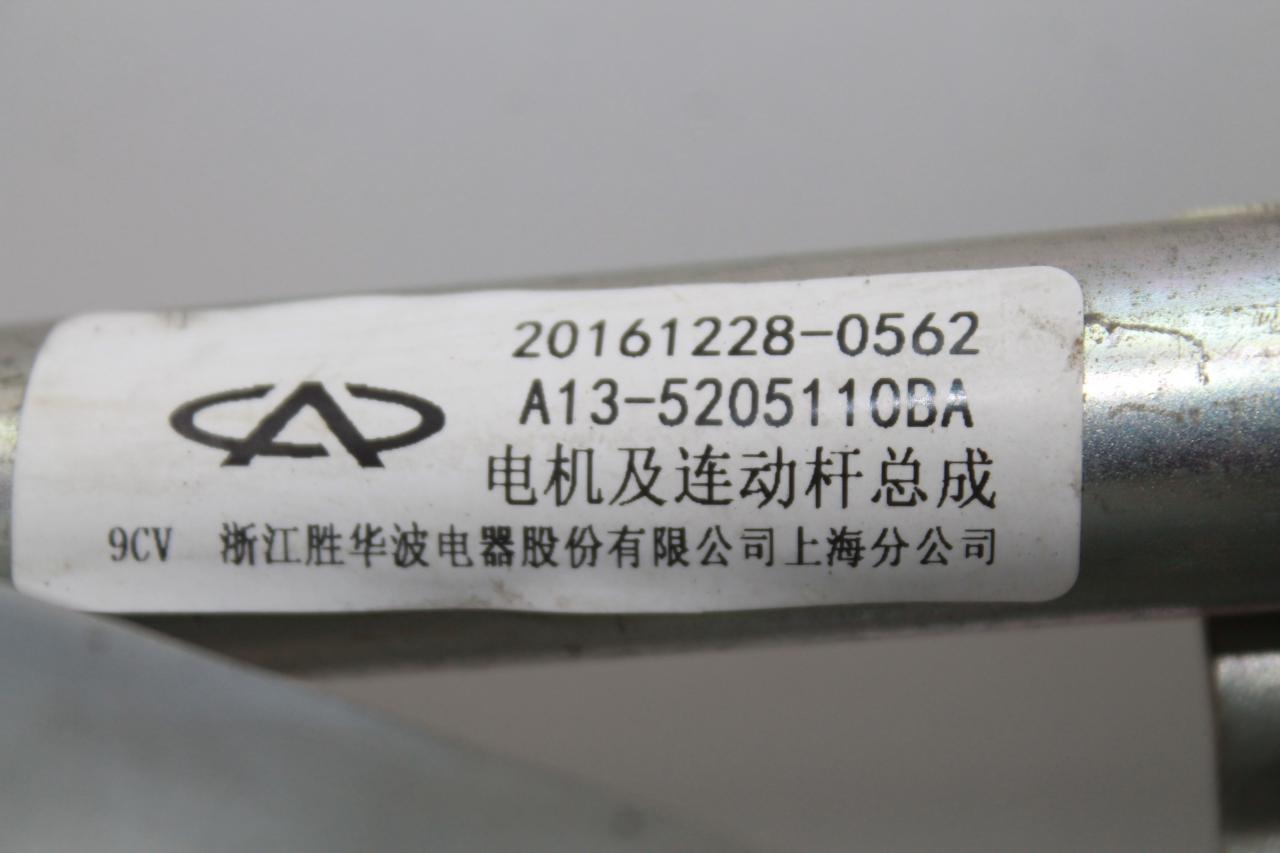 20161228-0562
A13-5205110BA
电机及连动杆总成
9CV 浙江胜华波电器股份有限公司上海分公司